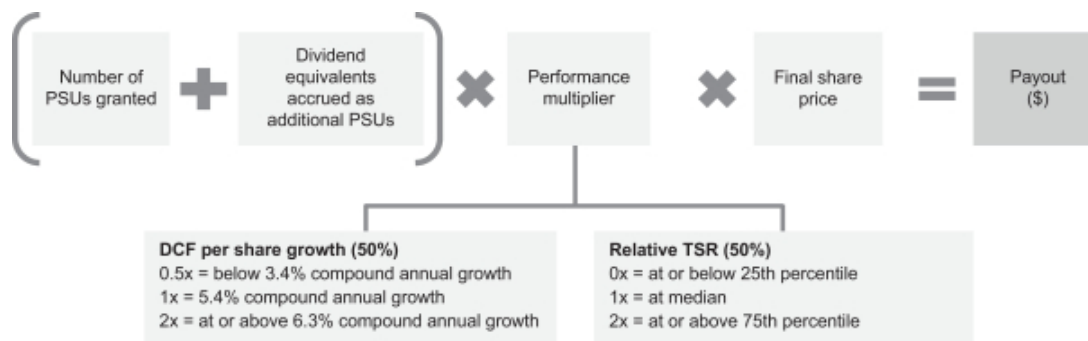 Number of
PSUs granted
Dividend
equivalents
accrued as
additional PSUs
Performance
multiplier
Final share
price
Payout
($)
DCF per share growth (50%)
0.5x = below 3.4% compound annual growth
1x = 5.4% compound annual growth
2x = at or above 6.3% compound annual growth
Relative TSR (50%)
0x = at or below 25th percentile
1x = at median
2x = at or above 75th percentile